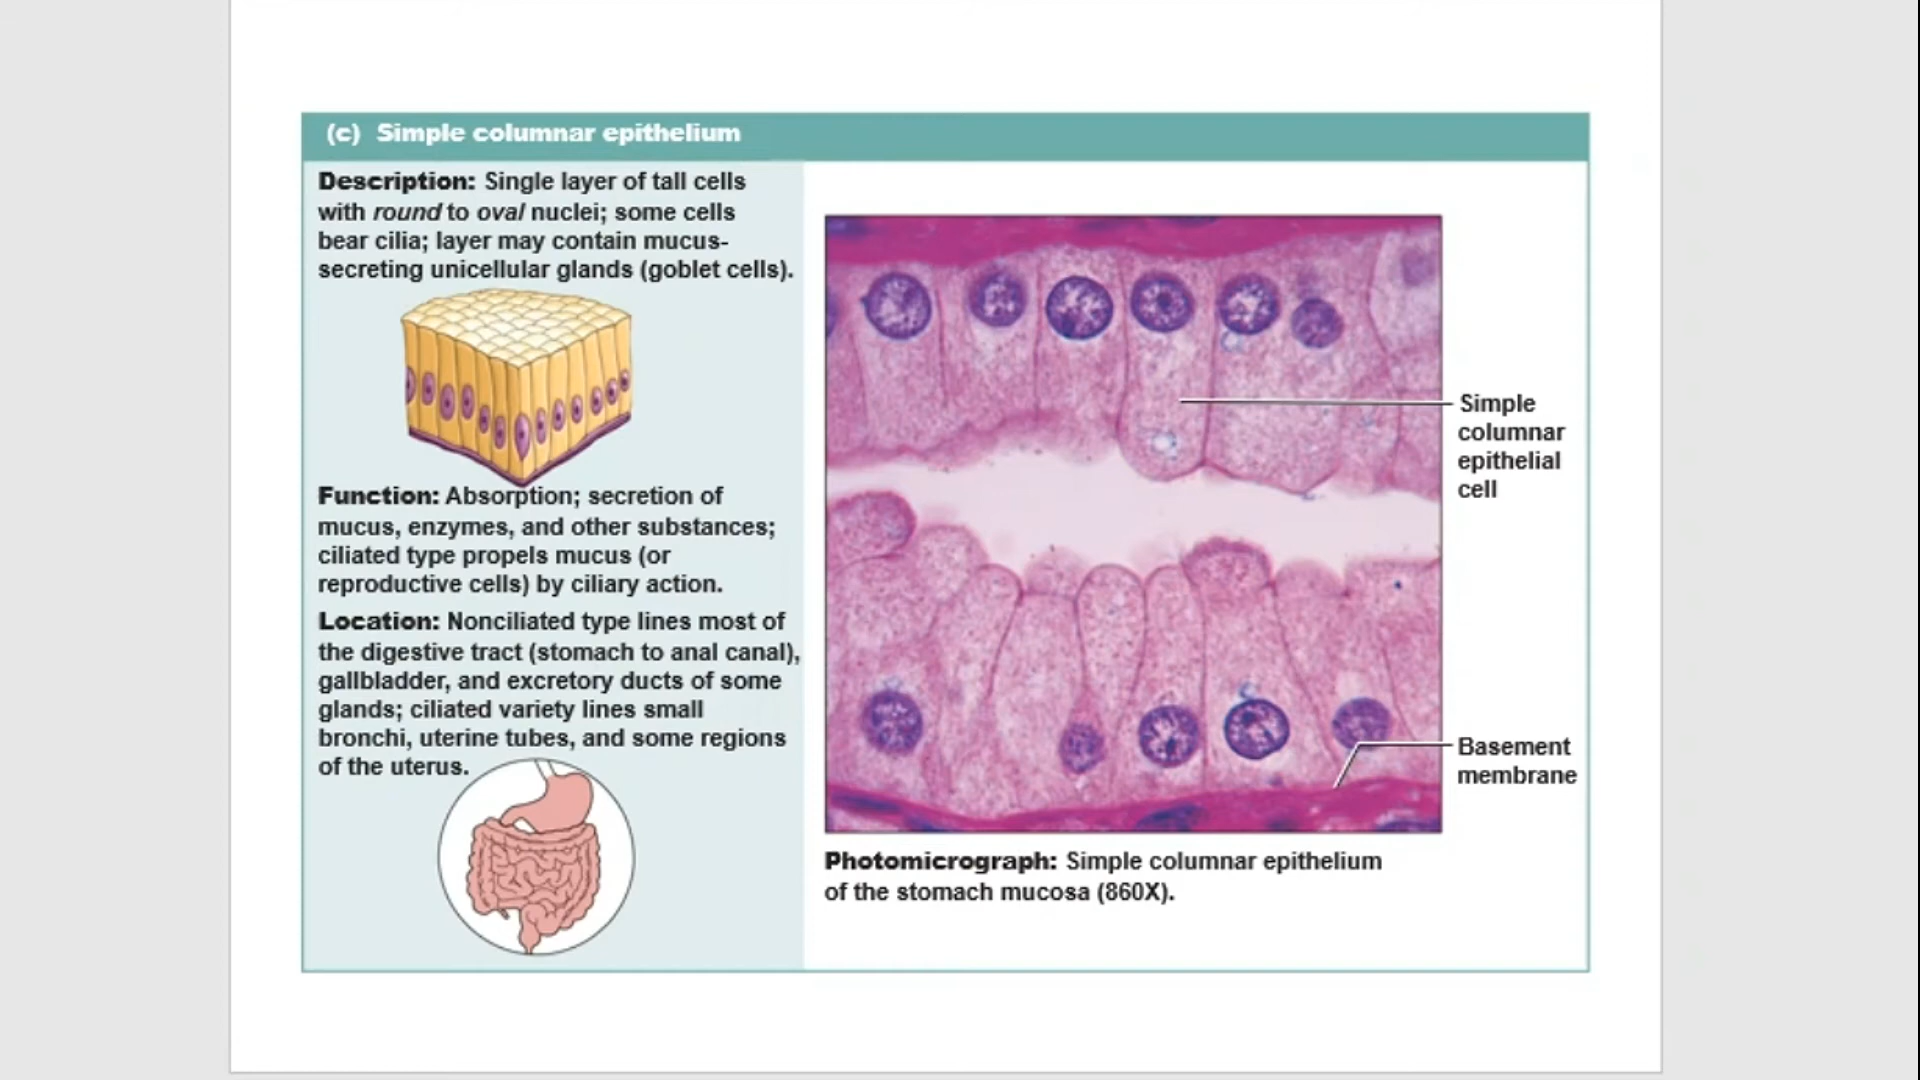 (c) Simple columnar epithelium
Description: Single layer of tall cells
with round to oval nuclei; some cells
bear cilia; layer may contain mucus-
secreting unicellular glands (goblet cells).
Function: Absorption; secretion of
mucus, enzymes, and other substances;
ciliated type propels mucus (or
reproductive cells) by ciliary action.
Location: Nonciliated type lines most of
the digestive tract (stomach to anal canal),
gallbladder, and excretory ducts of some
glands; ciliated variety lines small
bronchi, uterine tubes, and some regions
of the uterus.
Simple
columnar
epithelial
cell
Basement
membrane
Photomicrograph: Simple columnar epithelium
of the stomach mucosa (860X).